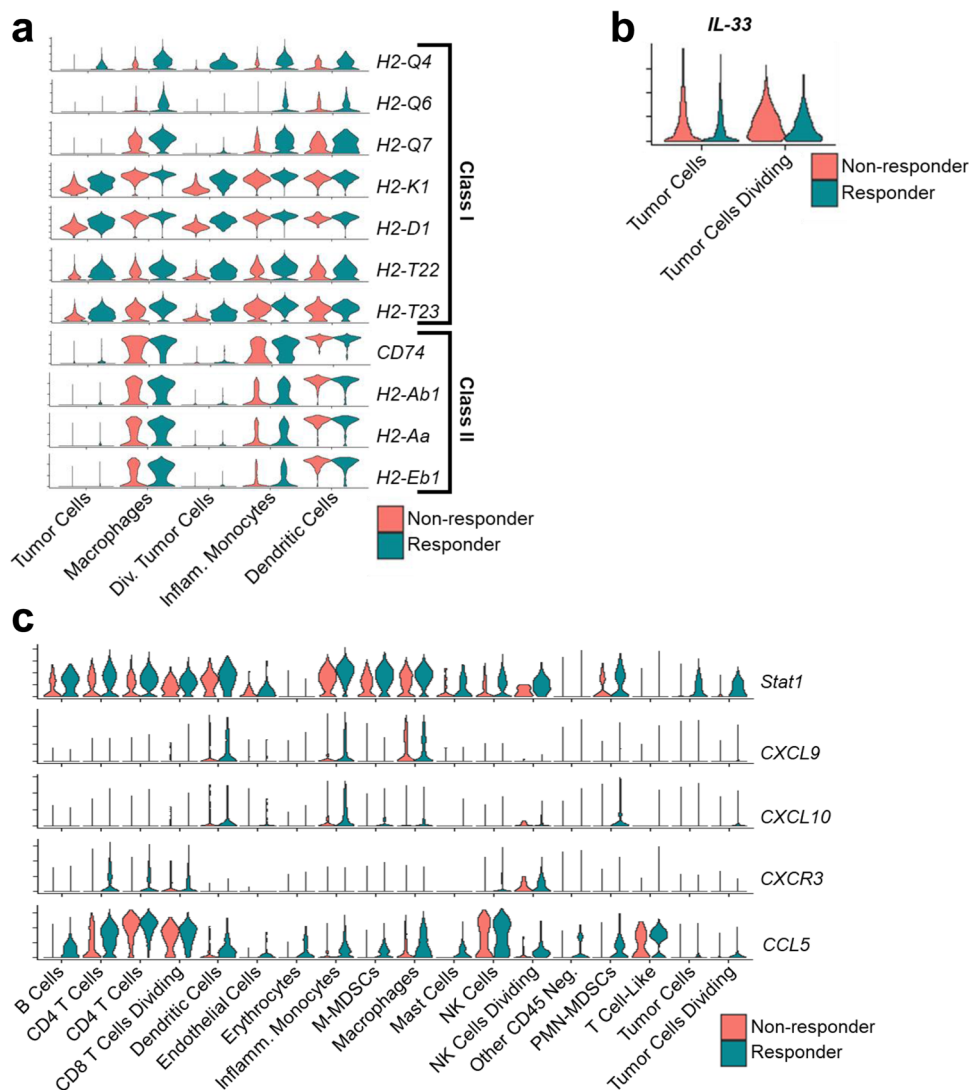 a
H2-Q4
H2-Q6
H2-Q7
H2-K1
H2-D1
H2-T22
H2-T23
Class I
CD74
H2-Ab1
H2-Aa
H2-Eb1
Class II
Tumor Cells
Macrophages
Div. Tumor Cells
Inflam. Monocytes
Dendritic Cells
Non-responder
Responder
b
IL-33
Tumor Cells
Tumor Cells Dividing
Non-responder
Responder
c
Stat1
CXCL9
CXCL10
CXCR3
CCL5
B Cells
CD4 T Cells
CD4 T Cells
CD8 T Cells Dividing
Dendritic Cells
Endothelial Cells
Erythrocytes
Inflamm. Monocytes
M-MDSCs
Macrophages
Mast Cells
NK Cells
NK Cells Dividing
Other CD45 Neg.
PMN-MDSCs
T Cell-Like
Tumor Cells
Tumor Cells Dividing
Non-responder
Responder